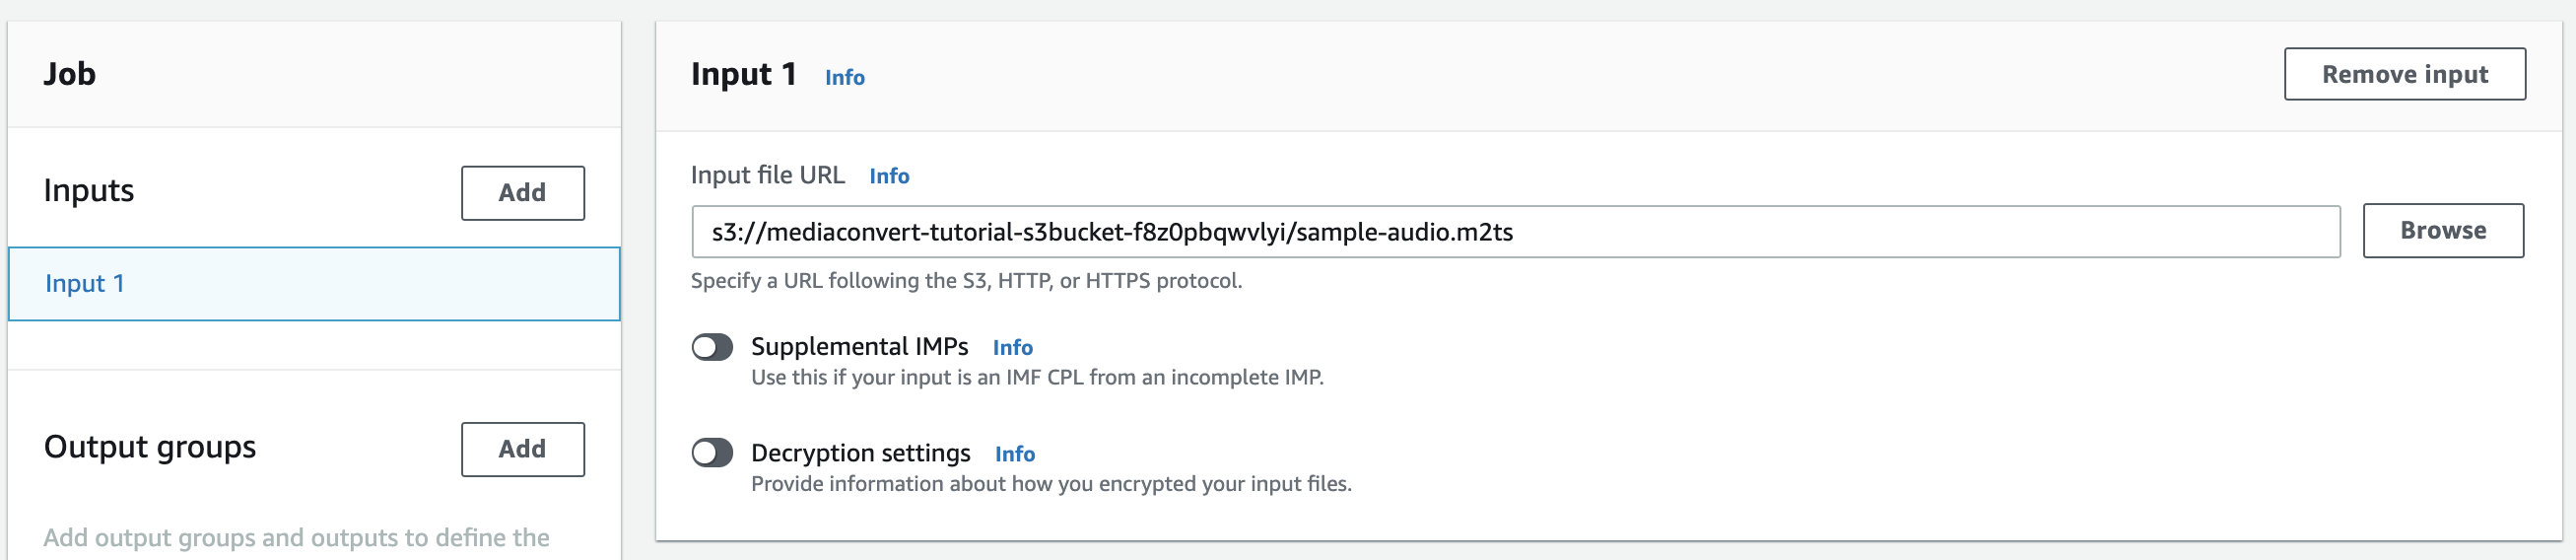 Job
Inputs
Add
Input 1
Output groups
Add
Add output groups and outputs to define the
Input 1 Info
Remove input
Input file URL Info
s3://mediaconvert-tutorial-s3bucket-f8z0pbqwvlyi/sample-audio.m2ts
Browse
Specify a URL following the S3, HTTP, or HTTPS protocol.
Supplemental IMPs Info
Use this if your input is an IMF CPL from an incomplete IMP.
Decryption settings Info
Provide information about how you encrypted your input files.